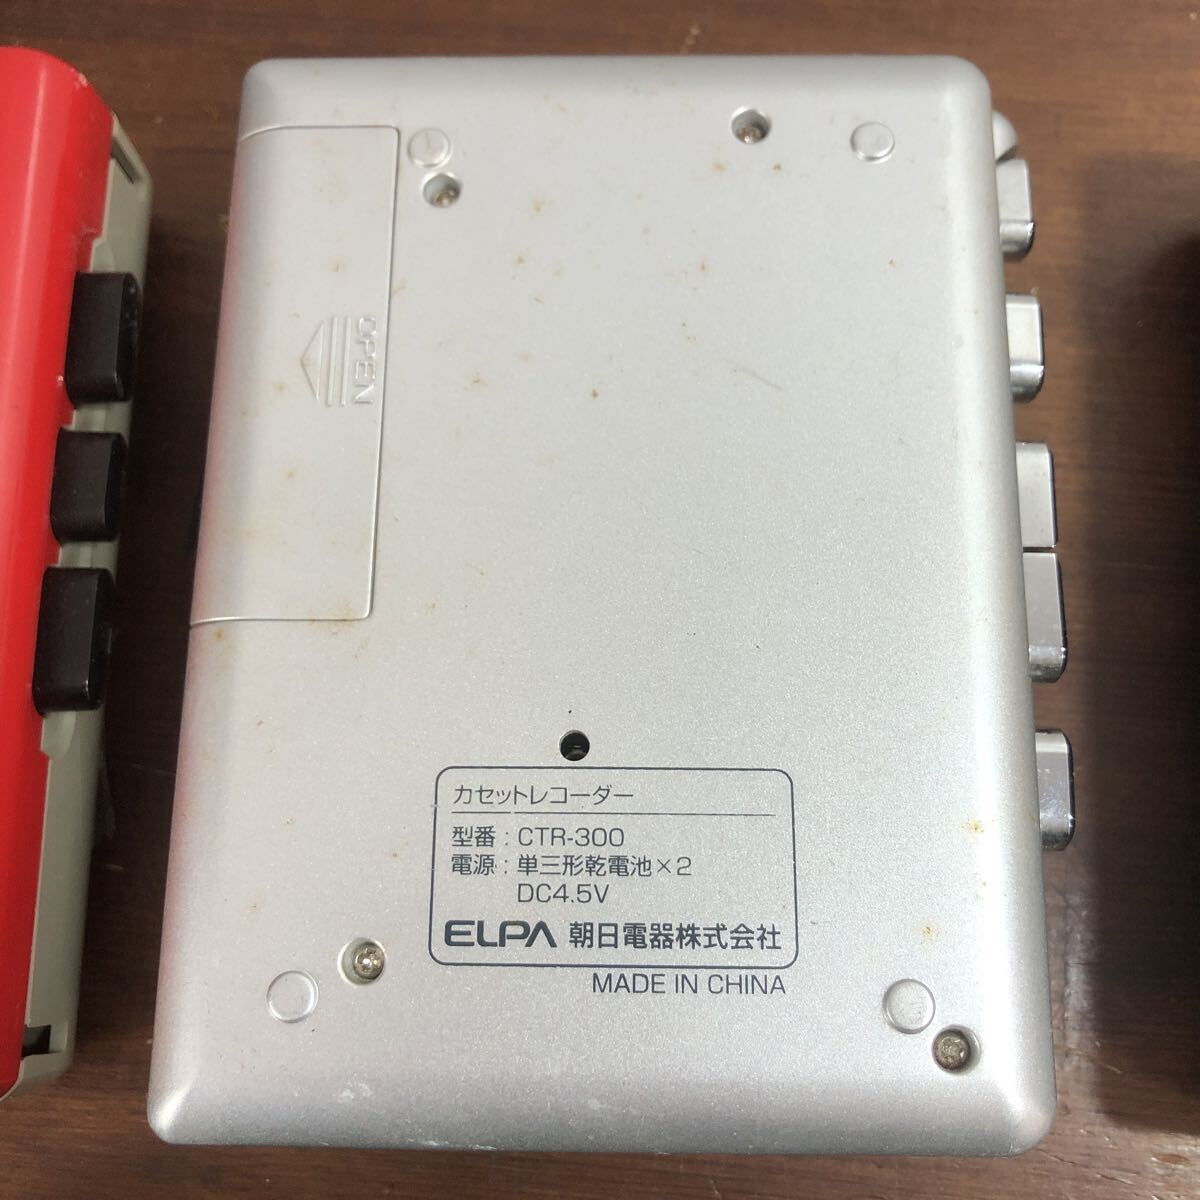 OPEN
カセットレコーダー
型番 : CTR-300
電源 : 単三形乾電池×2
DC4.5V
ELPA 朝日電器株式会社
MADE IN CHINA